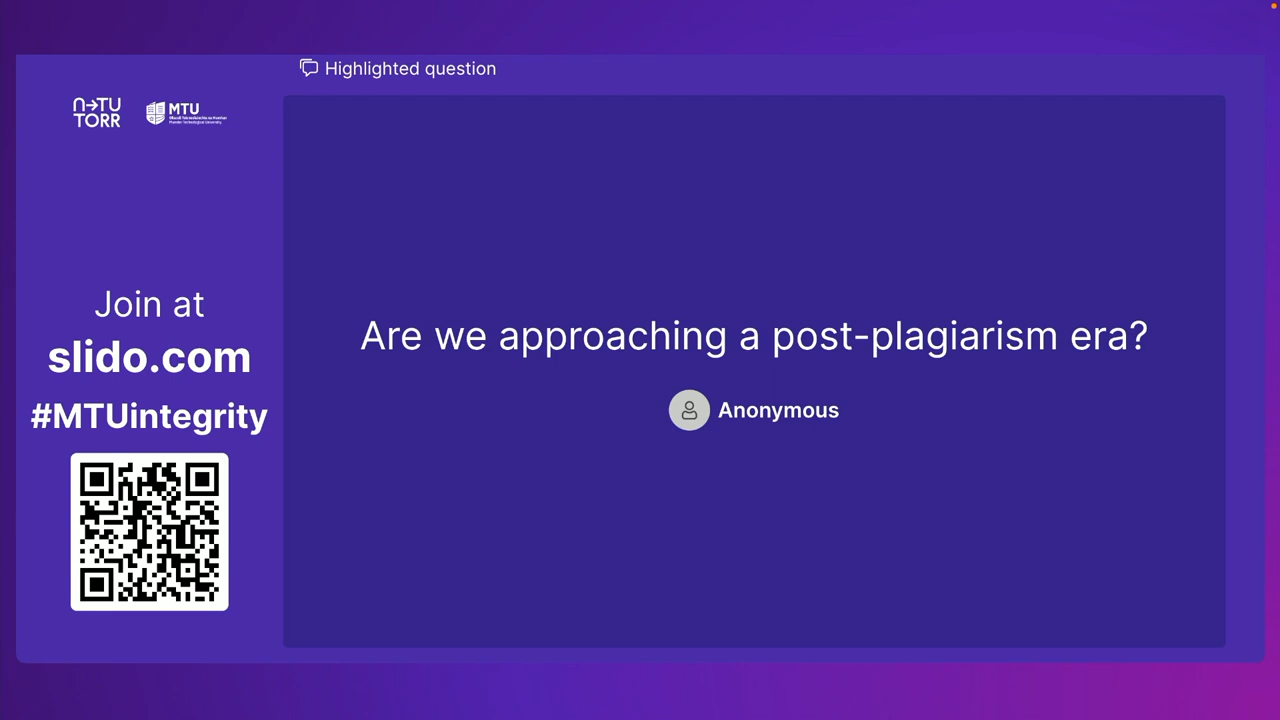 Highlighted question
n→TU
TORR
MTU
Join at
slido.com
#MTUintegrity
Are we approaching a post-plagiarism era?
Anonymous